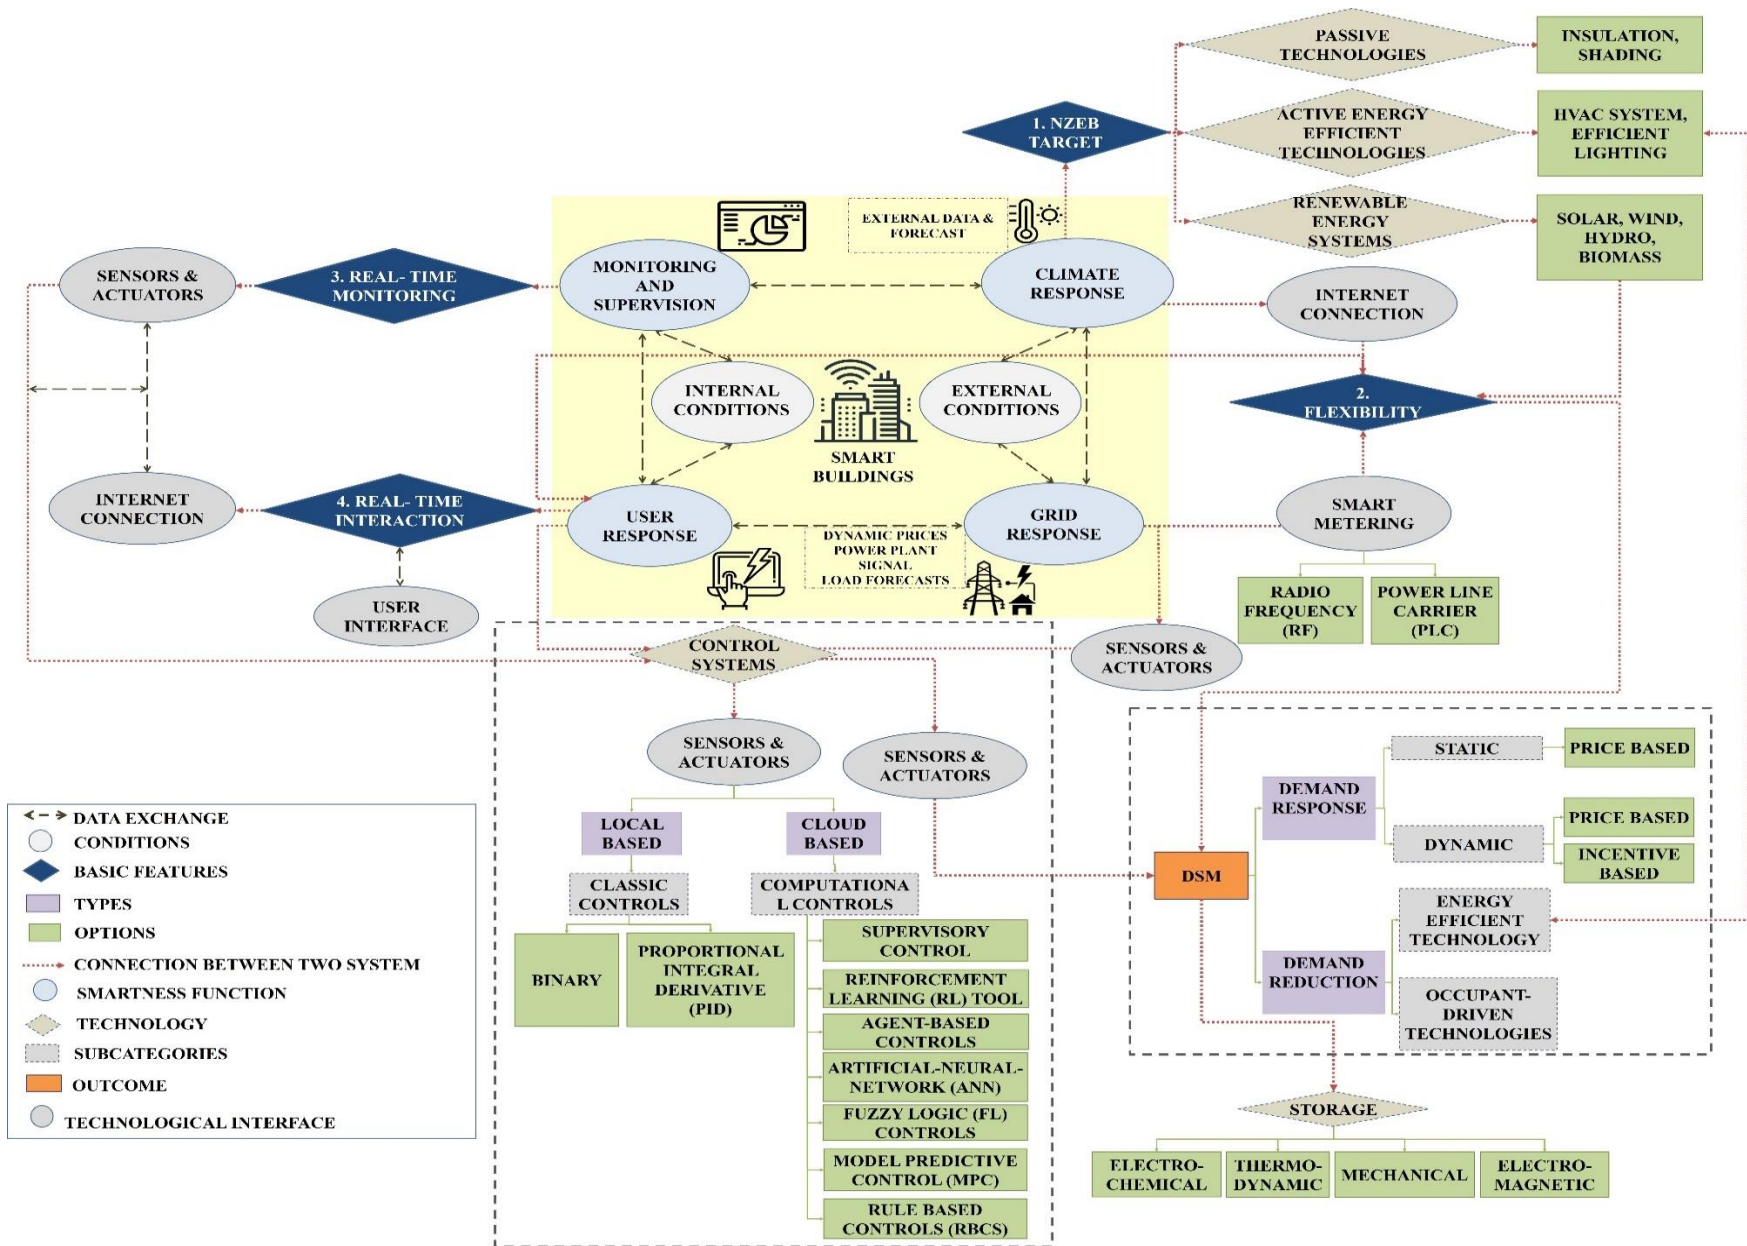 PASSIVE
TECHNOLOGIES
INSULATION,
SHADING
1. NZEB
TARGET
ACTIVE ENERGY
EFFICIENT
TECHNOLOGIES
HVAC SYSTEM,
EFFICIENT
LIGHTING
RENEWABLE
ENERGY
SYSTEMS
SOLAR, WIND,
HYDRO,
BIOMASS
EXTERNAL DATA &
FORECAST
SENSORS &
ACTUATORS
3. REAL- TIME
MONITORING
MONITORING
AND
SUPERVISION
CLIMATE
RESPONSE
INTERNET
CONNECTION
INTERNAL
CONDITIONS
EXTERNAL
CONDITIONS
2.
FLEXIBILITY
SMART
BUILDINGS
INTERNET
CONNECTION
4. REAL- TIME
INTERACTION
USER
RESPONSE
GRID
RESPONSE
SMART
METERING
DYNAMIC PRICES
POWER PLANT
SIGNAL
LOAD FORECASTS
USER
INTERFACE
RADIO
FREQUENCY
(RF)
POWER LINE
CARRIER
(PLC)
CONTROL
SYSTEMS
SENSORS &
ACTUATORS
SENSORS &
ACTUATORS
SENSORS &
ACTUATORS
STATIC
PRICE BASED
DEMAND
RESPONSE
DYNAMIC
PRICE BASED
INCENTIVE
BASED
DSM
ENERGY
EFFICIENT
TECHNOLOGY
DEMAND
REDUCTION
OCCUPANT-
DRIVEN
TECHNOLOGIES
LOCAL
BASED
CLOUD
BASED
CLASSIC
CONTROLS
COMPUTATIONA
L CONTROLS
BINARY
PROPORTIONAL
INTEGRAL
DERIVATIVE
(PID)
SUPERVISORY
CONTROL
REINFORCEMENT
LEARNING (RL) TOOL
AGENT-BASED
CONTROLS
ARTIFICIAL-NEURAL-
NETWORK (ANN)
FUZZY LOGIC (FL)
CONTROLS
MODEL PREDICTIVE
CONTROL (MPC)
RULE BASED
CONTROLS (RBCS)
STORAGE
ELECTRO-
CHEMICAL
THERMO-
DYNAMIC
MECHANICAL
ELECTRO-
MAGNETIC
DATA EXCHANGE
CONDITIONS
BASIC FEATURES
TYPES
OPTIONS
CONNECTION BETWEEN TWO SYSTEM
SMARTNESS FUNCTION
TECHNOLOGY
SUBCATEGORIES
OUTCOME
TECHNOLOGICAL INTERFACE